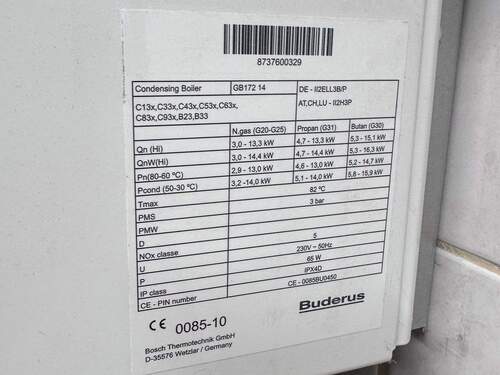 8737600329
Condensing Boiler GB172 14 DE - II2ELL3B/P
C13x,C33x,C43x,C53x,C63x, AT,CH,LU - II2H3P
C83x,C93x,B23,B33
N.gas (G20-G25) Propan (G31) Butan (G30)
Qn (Hi) 3,0 - 13,3 kW 4,7 - 13,3 kW 5,3 - 15,1 kW
QnW(Hi) 3,0 - 14,4 kW 4,7 - 14,4 kW 5,3 - 16,3 kW
Pn(80-60 ºC) 2,9 - 13,0 kW 4,6 - 13,0 kW 5,2 - 14,7 kW
Pcond (50-30 ºC) 3,2 -14,0 kW 5,1 - 14,0 kW 5,8 - 15,9 kW
Tmax 82 ºC
PMS 3 bar
PMW
D
NOx classe 5
U 230V ~ 50Hz
P 65 W
IP class IPX4D
CE - PIN number CE - 0085BU0450
CE 0085-10
Buderus
Bosch Thermotechnik GmbH
D-35576 Wetzlar / Germany